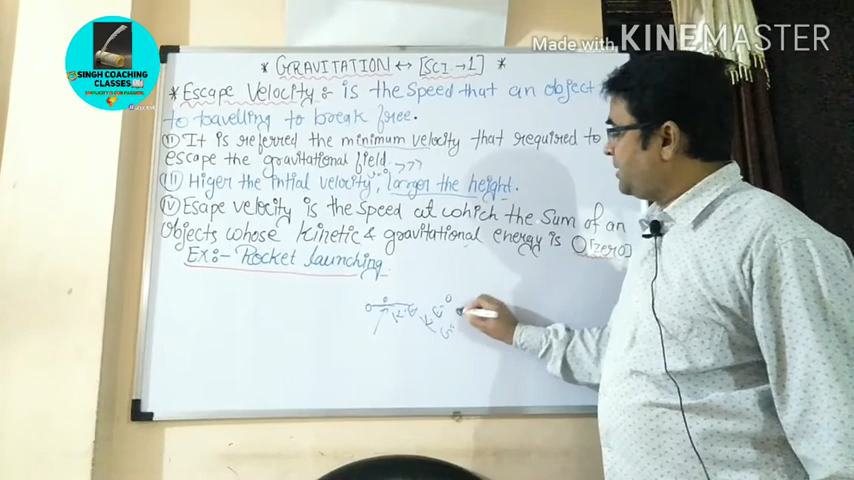 Made with KINEMASTER
SINGH COACHING
CLASSES
* GRAVITATION ↔ [SCI → 1] *
* Escape Velocity :- is the Speed that an object
to travelling to break free.
(II) It is referred the minimum velocity that required to
escape the gravitational field. >>>
(III) Higer the intial velocity, larger the height.
(IV) Esape velocity is the Speed at which the Sum of an
Objects whose kinetic & gravitational energy is 0 [zero]
Ex:- Rocket launching